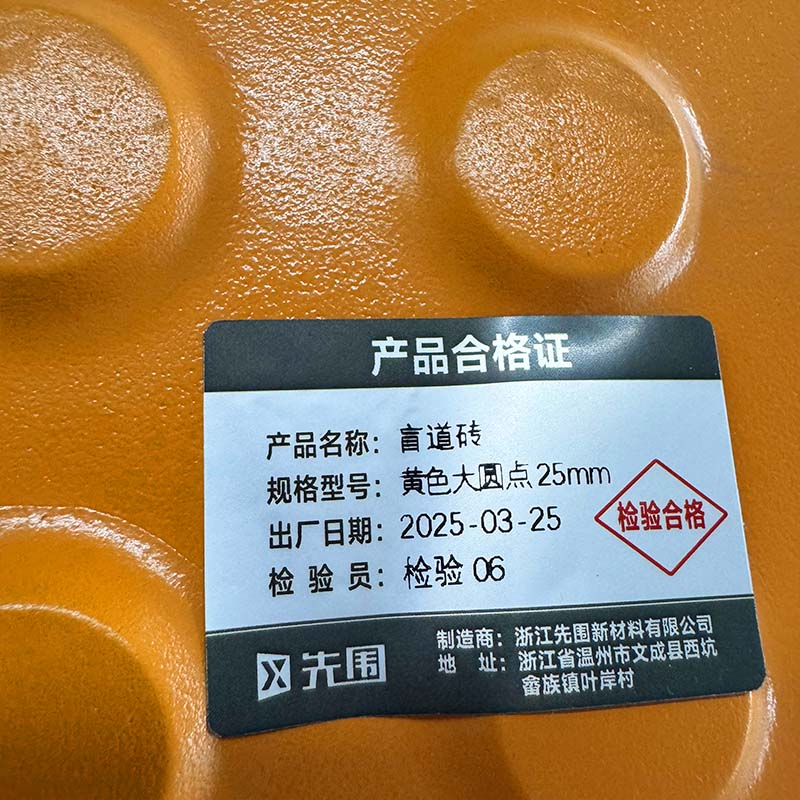 产品合格证
产品名称：盲道砖
规格型号：黄色大圆点25mm
出厂日期：2025-03-25
检验员：检验06
检验合格
先围
制造商：浙江先围新材料有限公司
地址：浙江省温州市文成县西坑
畲族镇叶岸村